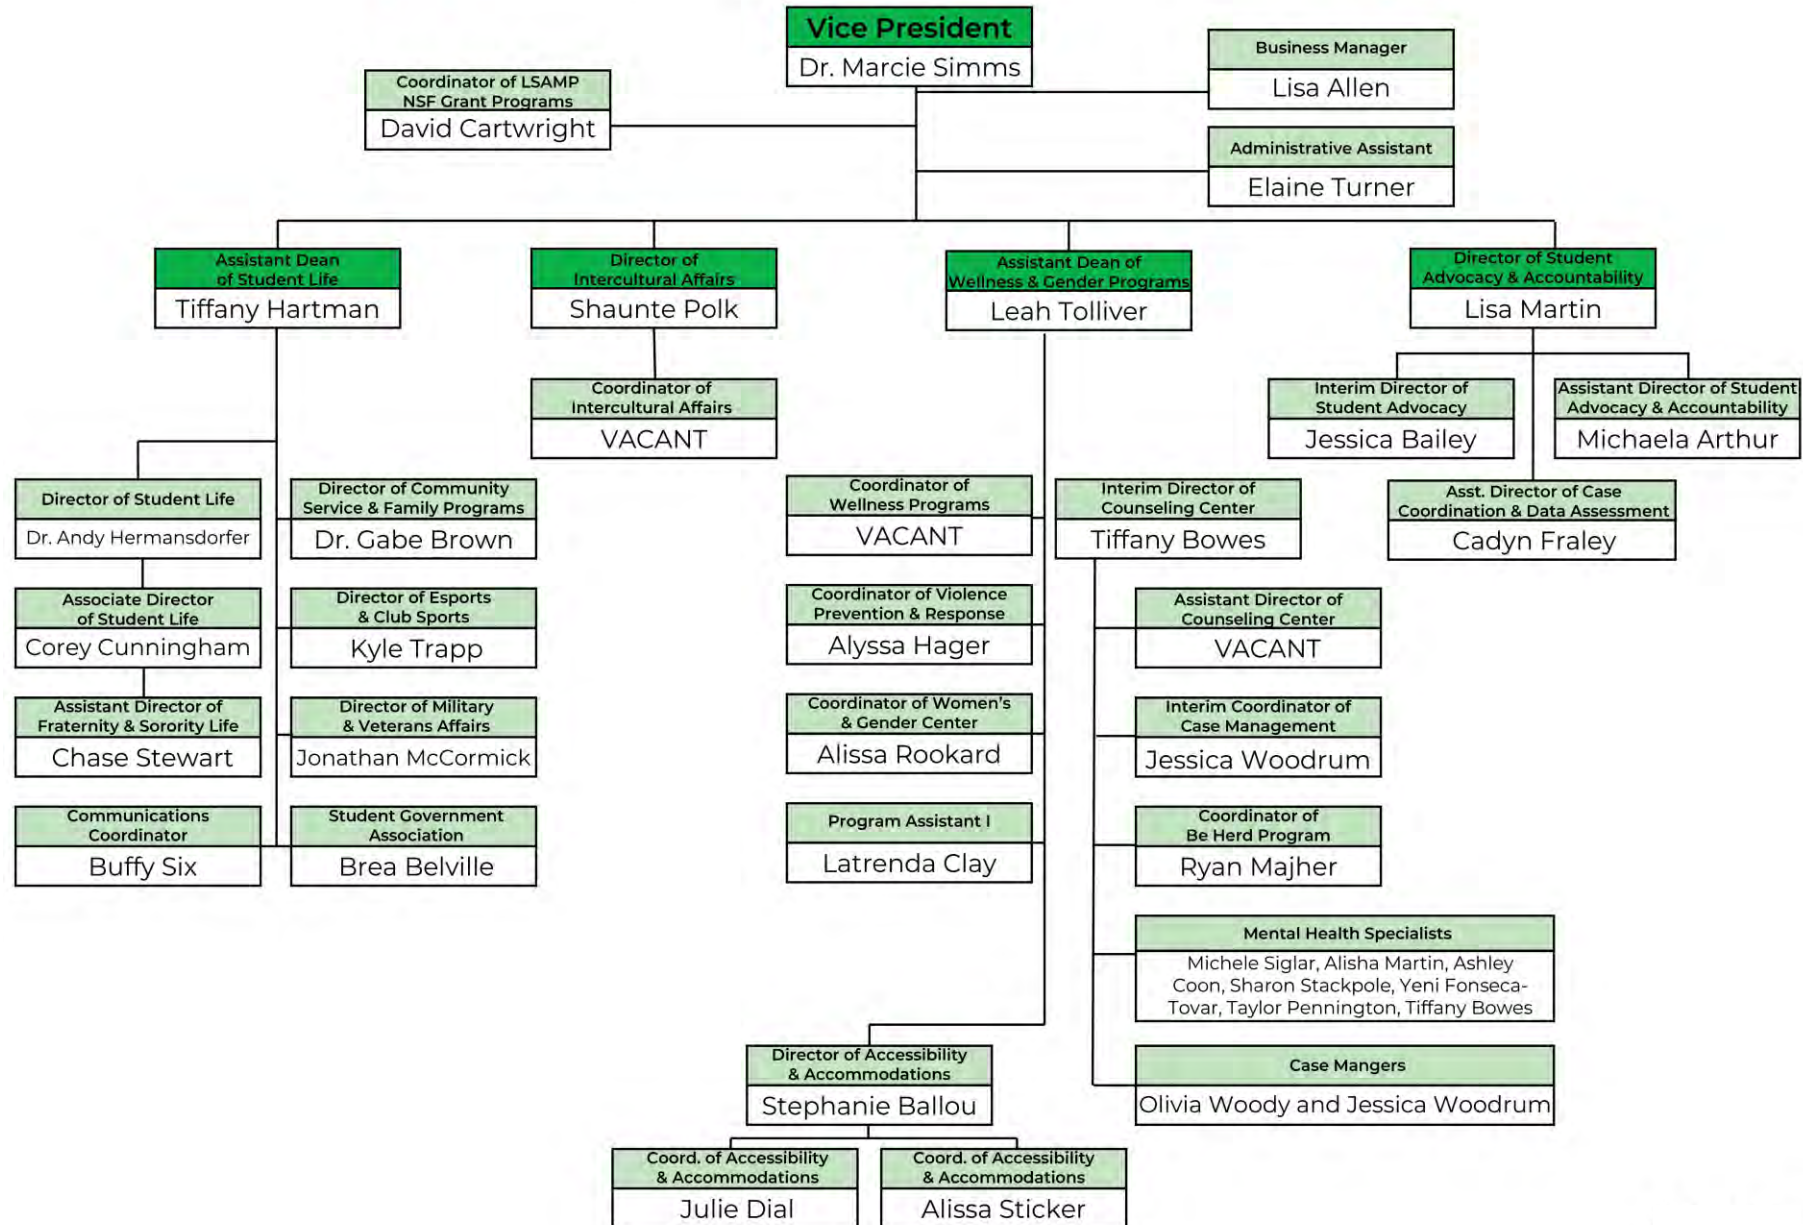 Vice President
Dr. Marcie Simms
Business Manager
Lisa Allen
Coordinator of LSAMP
NSF Grant Programs
David Cartwright
Administrative Assistant
Elaine Turner
Assistant Dean
of Student Life
Tiffany Hartman
Director of
Intercultural Affairs
Shaunte Polk
Assistant Dean of
Wellness & Gender Programs
Leah Tolliver
Director of Student
Advocacy & Accountability
Lisa Martin
Coordinator of
Intercultural Affairs
VACANT
Interim Director of
Student Advocacy
Jessica Bailey
Assistant Director of Student
Advocacy & Accountability
Michaela Arthur
Asst. Director of Case
Coordination & Data Assessment
Cadyn Fraley
Director of Student Life
Dr. Andy Hermansdorfer
Director of Community
Service & Family Programs
Dr. Gabe Brown
Associate Director
of Student Life
Corey Cunningham
Director of Esports
& Club Sports
Kyle Trapp
Assistant Director of
Fraternity & Sorority Life
Chase Stewart
Director of Military
& Veterans Affairs
Jonathan McCormick
Communications
Coordinator
Buffy Six
Student Government
Association
Brea Belville
Coordinator of
Wellness Programs
VACANT
Coordinator of Violence
Prevention & Response
Alyssa Hager
Coordinator of Women's
& Gender Center
Alissa Rookard
Program Assistant I
Latrenda Clay
Interim Director of
Counseling Center
Tiffany Bowes
Assistant Director of
Counseling Center
VACANT
Interim Coordinator of
Case Management
Jessica Woodrum
Coordinator of
Be Herd Program
Ryan Majher
Mental Health Specialists
Michele Siglar, Alisha Martin, Ashley
Coon, Sharon Stackpole, Yeni Fonseca-
Tovar, Taylor Pennington, Tiffany Bowes
Case Mangers
Olivia Woody and Jessica Woodrum
Director of Accessibility
& Accommodations
Stephanie Ballou
Coord. of Accessibility
& Accommodations
Julie Dial
Coord. of Accessibility
& Accommodations
Alissa Sticker